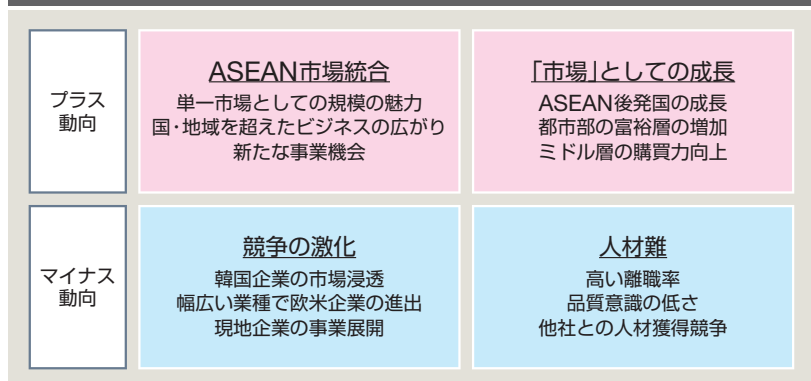 プラス
動向
ASEAN市場統合
単一市場としての規模の魅力
国・地域を超えたビジネスの広がり
新たな事業機会
「市場」としての成長
ASEAN後発国の成長
都市部の富裕層の増加
ミドル層の購買力向上
マイナス
動向
競争の激化
韓国企業の市場浸透
幅広い業種で欧米企業の進出
現地企業の事業展開
人材難
高い離職率
品質意識の低さ
他社との人材獲得競争